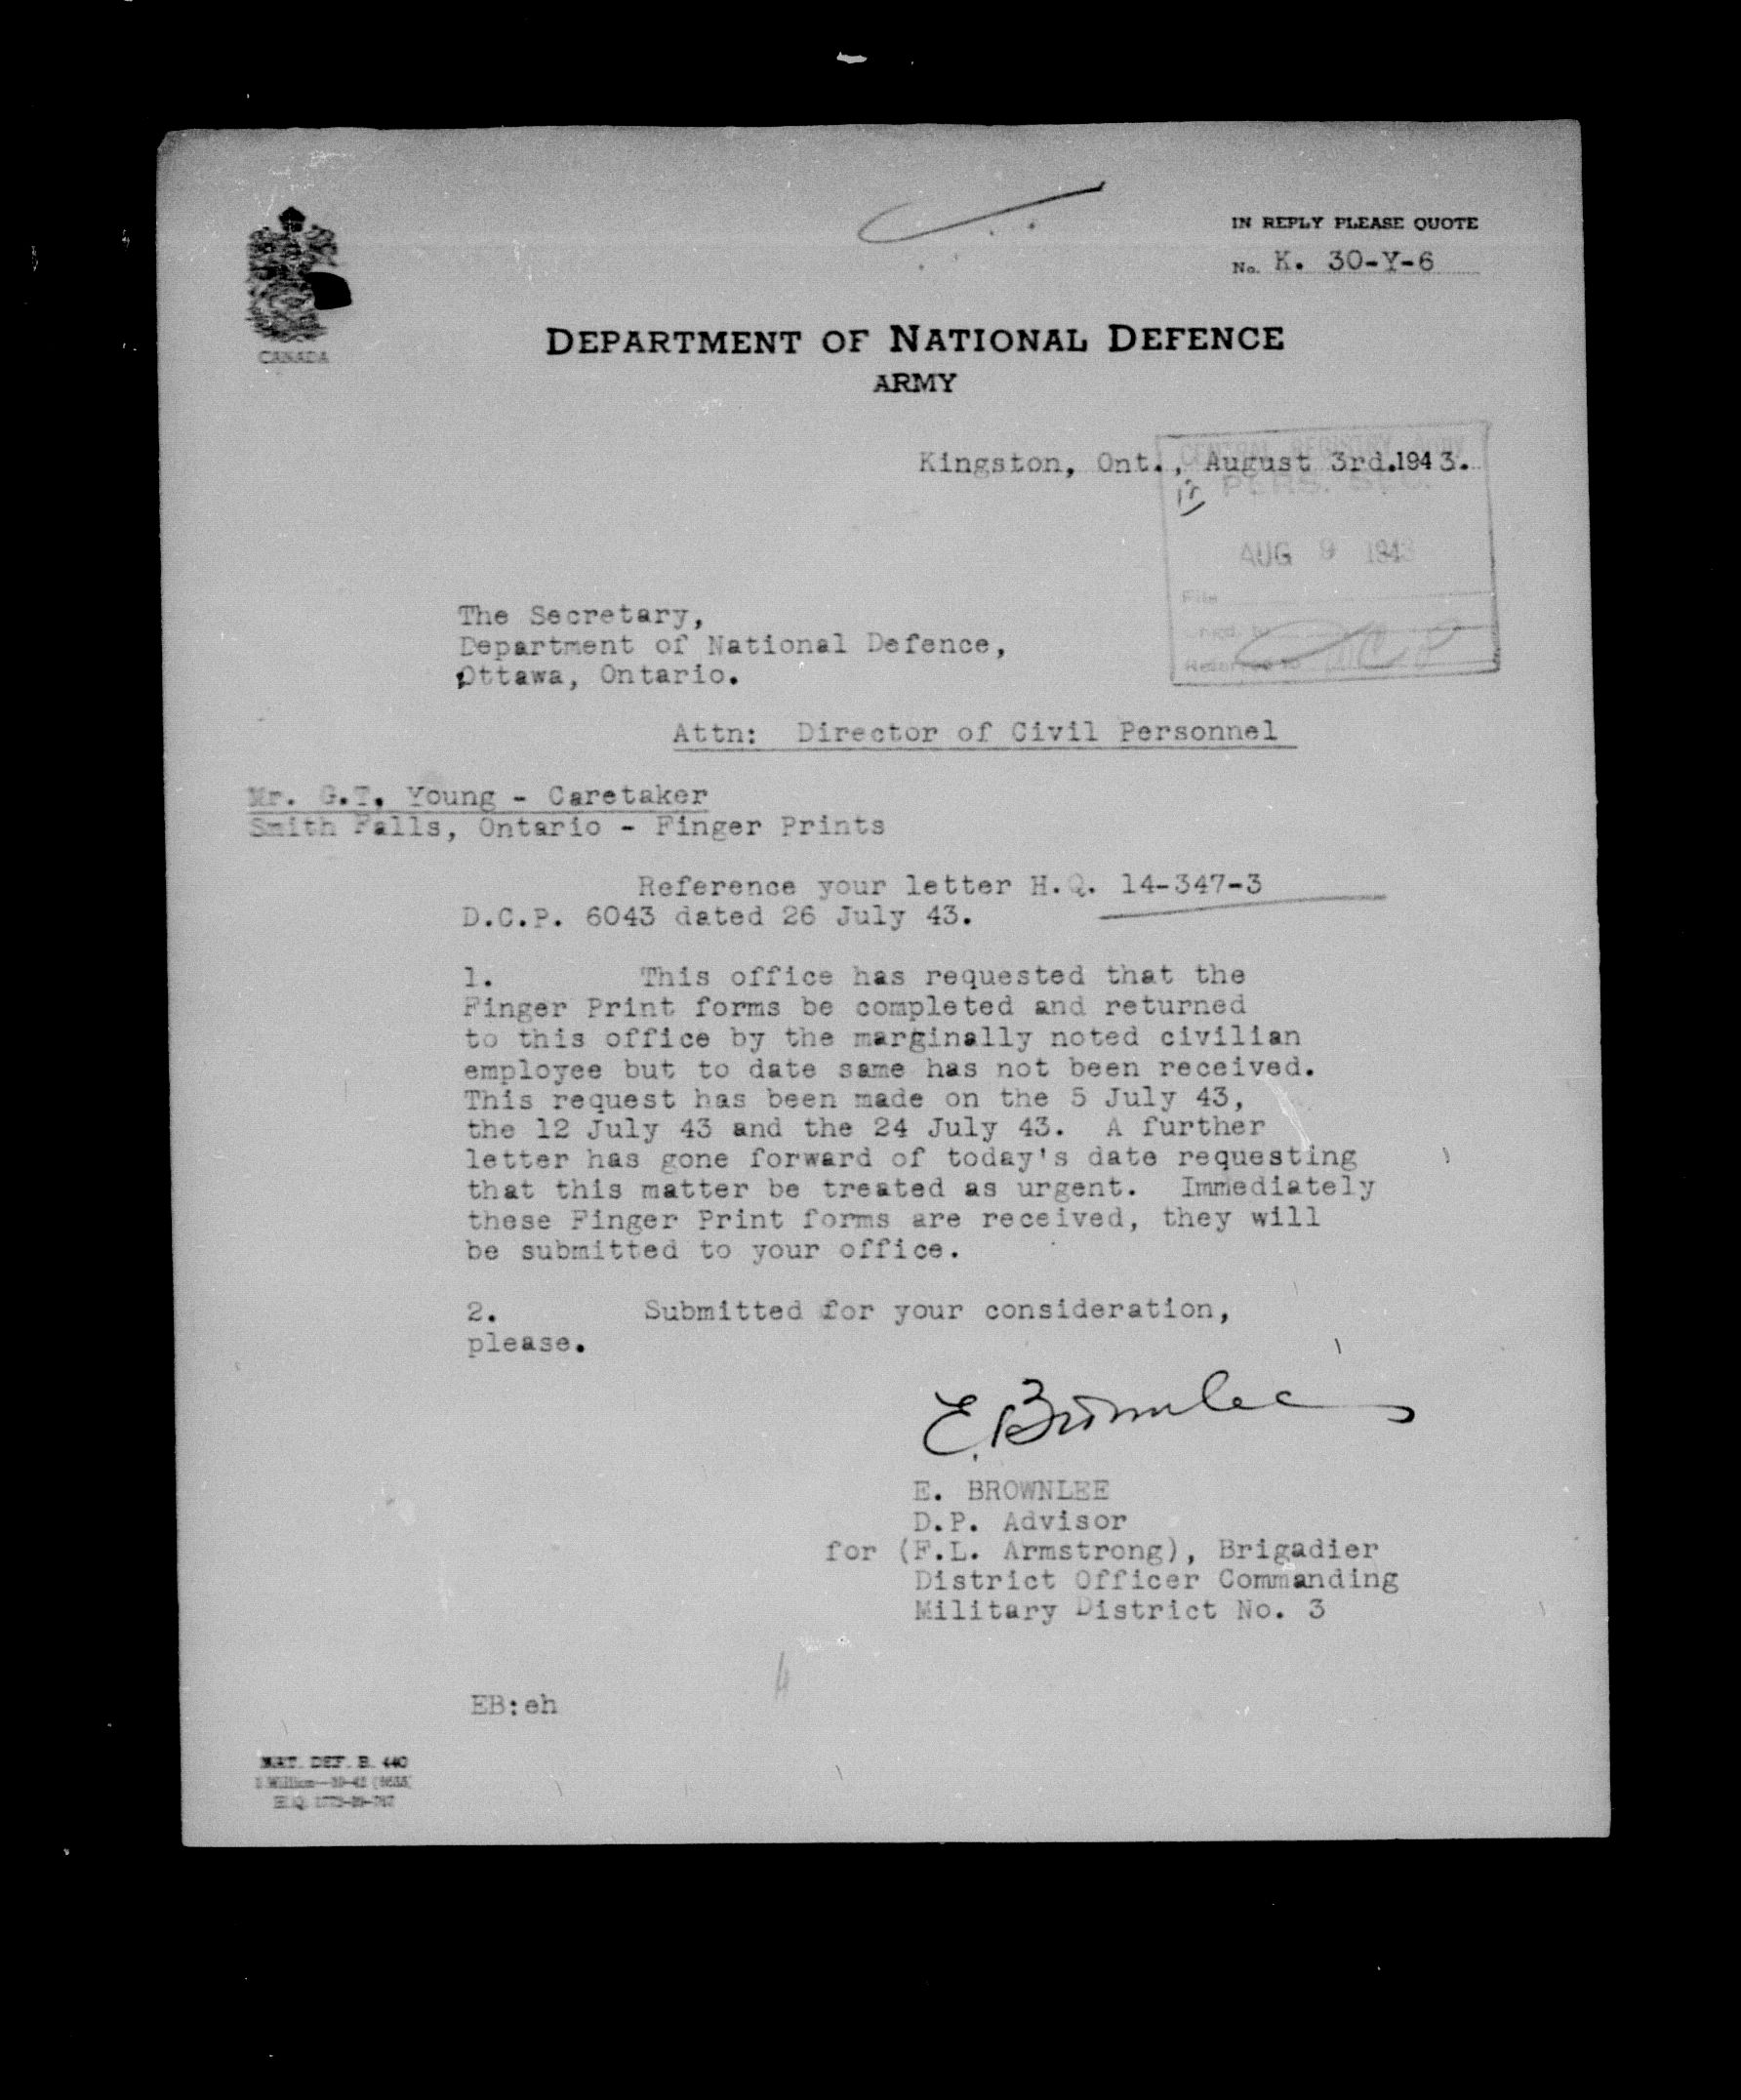 IN REPLY PLEASE QUOTE
No. K. 30-Y-6
CANADA
DEPARTMENT OF NATIONAL DEFENCE
ARMY
CENTRAL REGISTRY ARMY
Kingston, Ont., August 3rd.1943.
PERS. SEC.
AUG 9 1943
File
Referred to
The Secretary,
Department of National Defence,
Ottawa, Ontario.
Attn: Director of Civil Personnel
Mr. G.T. Young - Caretaker
Smith Falls, Ontario - Finger Prints
Reference your letter H.Q. 14-347-3
D.C.P. 6043 dated 26 July 43.
1. This office has requested that the
Finger Print forms be completed and returned
to this office by the marginally noted civilian
employee but to date same has not been received.
This request has been made on the 5 July 43,
the 12 July 43 and the 24 July 43. A further
letter has gone forward of today's date requesting
that this matter be treated as urgent. Immediately
these Finger Print forms are received, they will
be submitted to your office.
2. Submitted for your consideration,
please.
E. Brownlee
E. BROWNLEE
D.P. Advisor
for (F.L. Armstrong), Brigadier
District Officer Commanding
Military District No. 3
EB:eh
NAT. DEF. B. 440
H.Q.